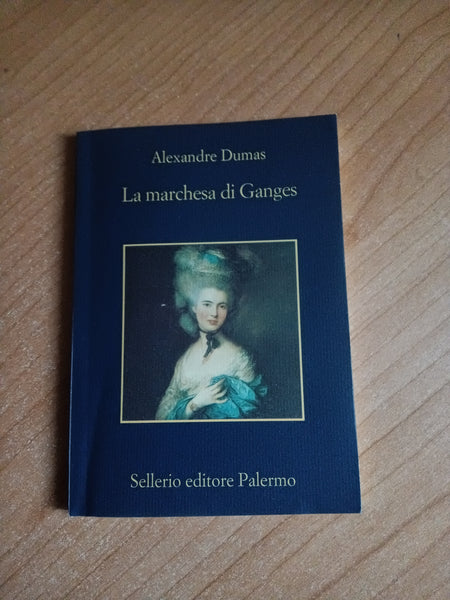 Alexandre Dumas
La marchesa di Ganges
Sellerio editore Palermo